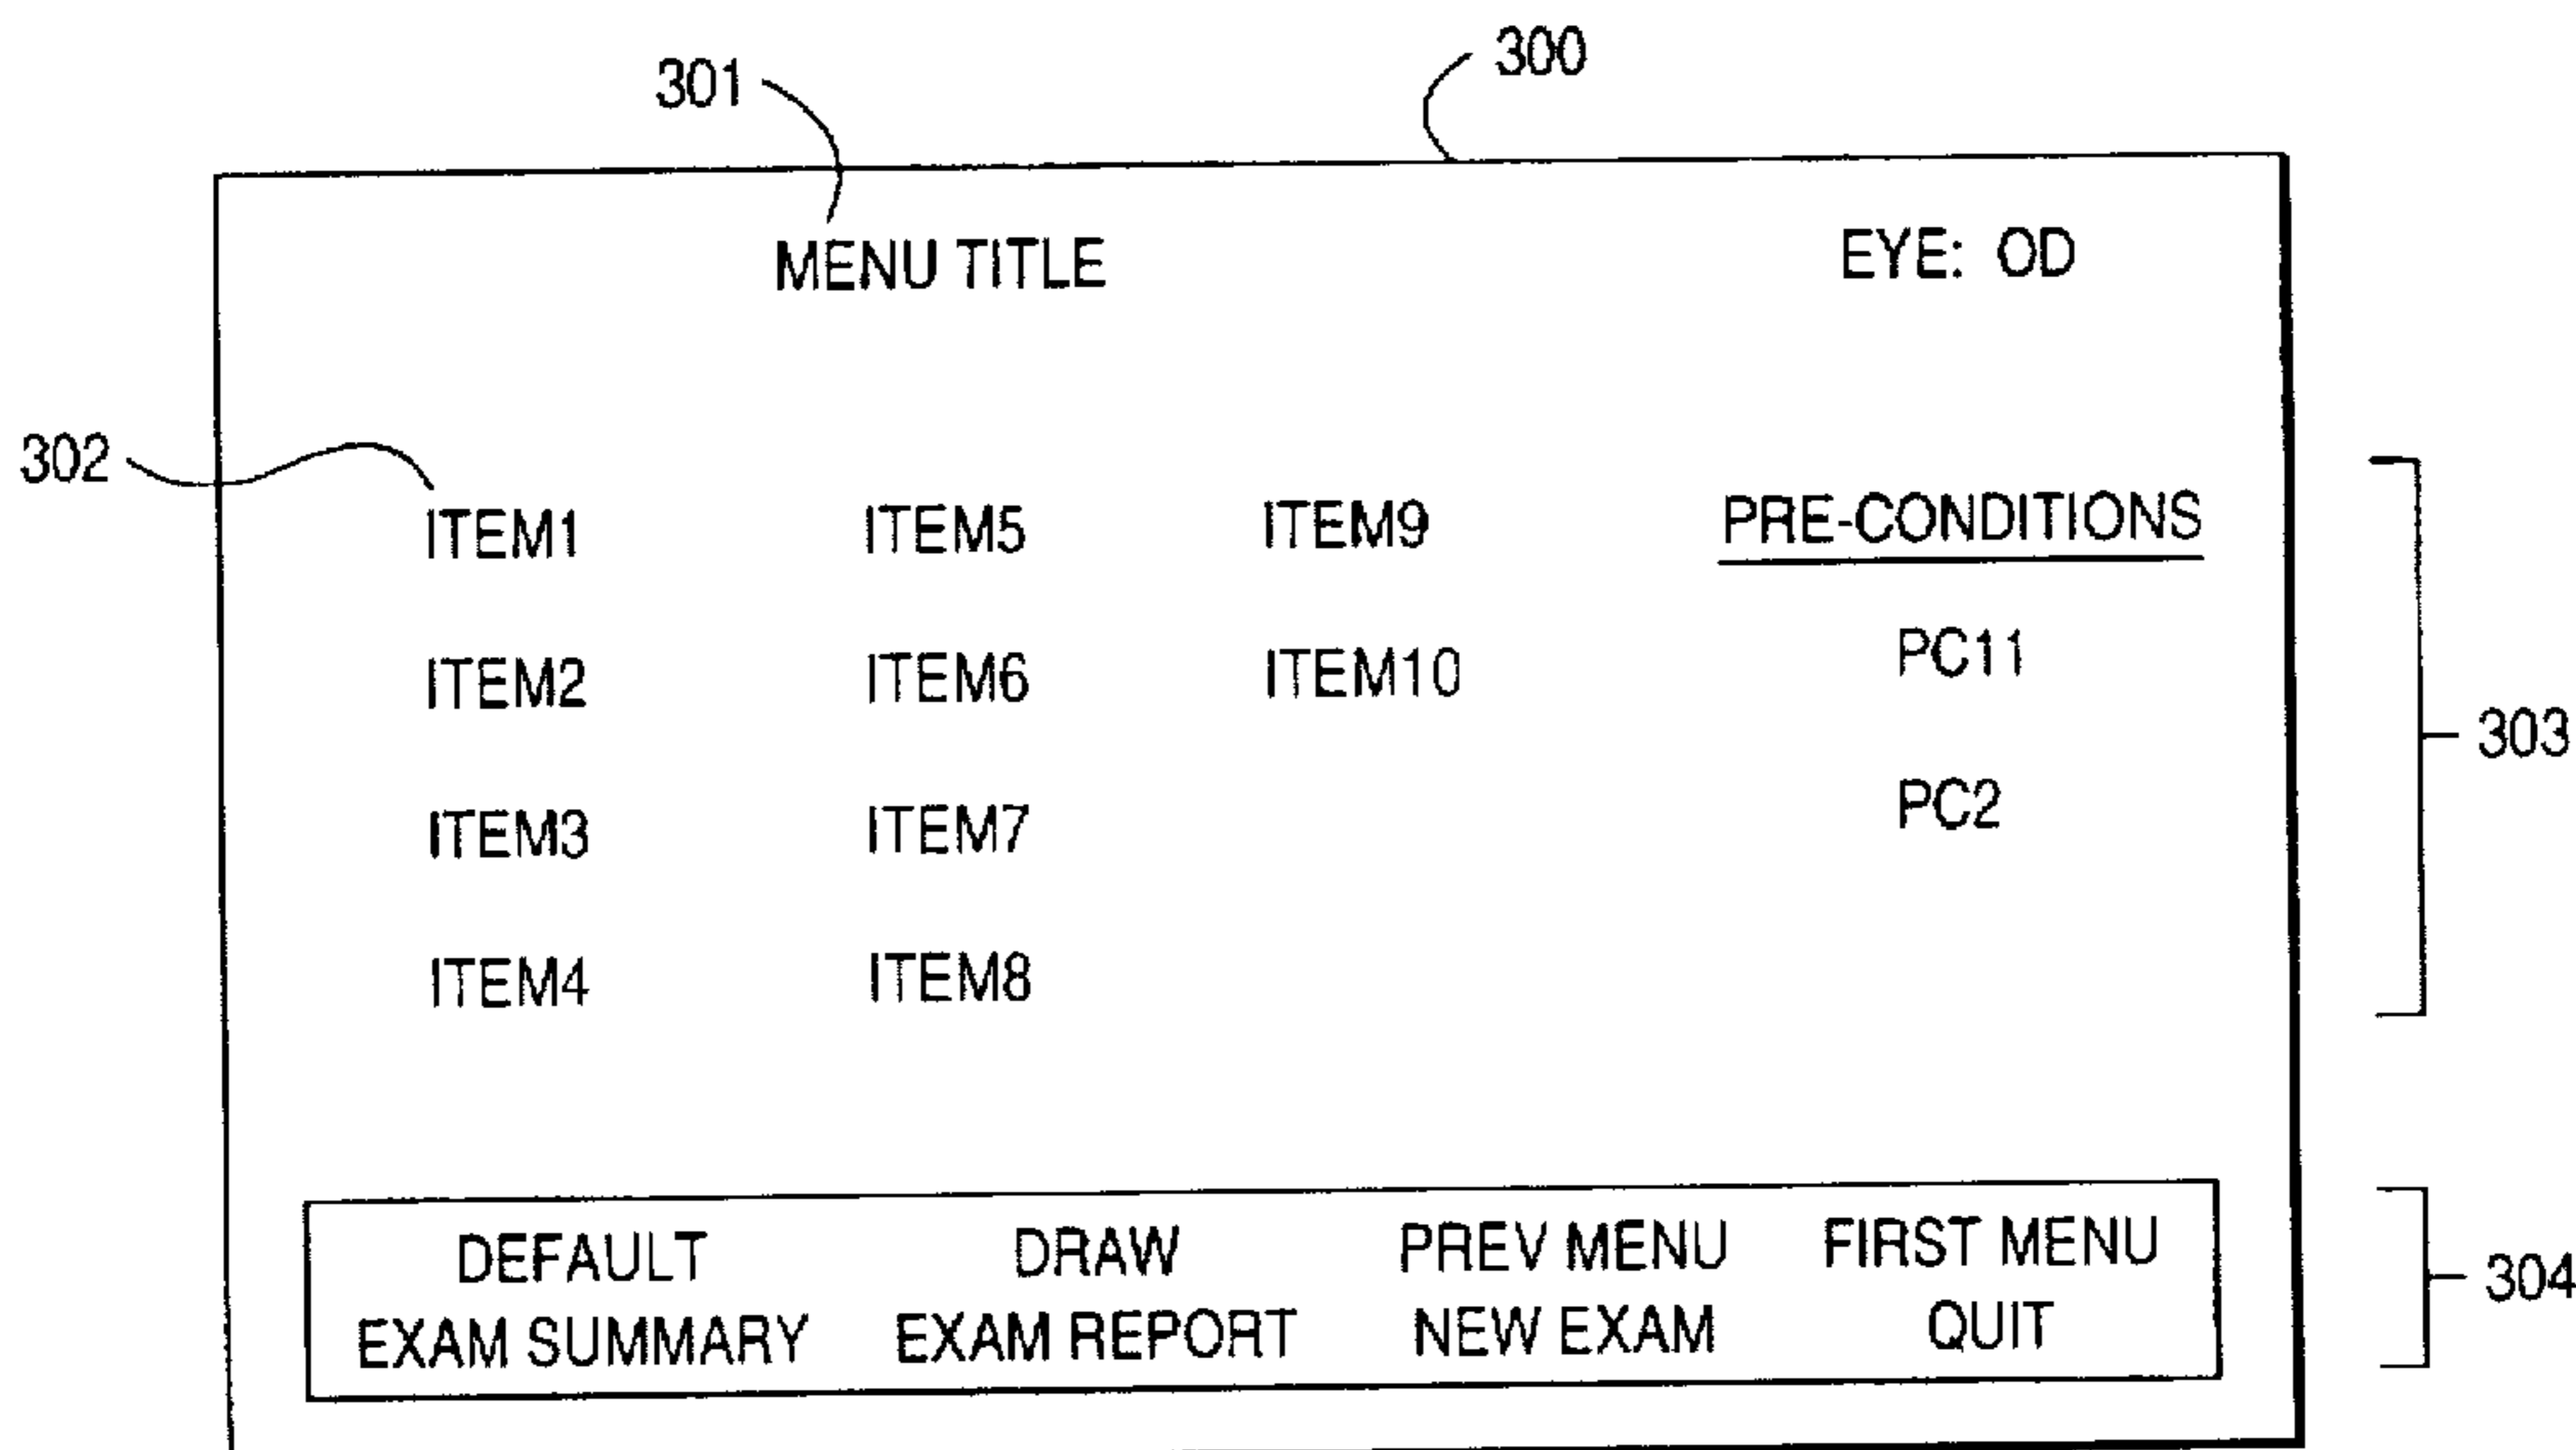 300
301
MENU TITLE EYE: OD
302
ITEM1 ITEM5 ITEM9 PRE-CONDITIONS
ITEM2 ITEM6 ITEM10 PC11
303
ITEM3 ITEM7 PC2
ITEM4 ITEM8
DEFAULT DRAW PREV MENU FIRST MENU
304
EXAM SUMMARY EXAM REPORT NEW EXAM QUIT